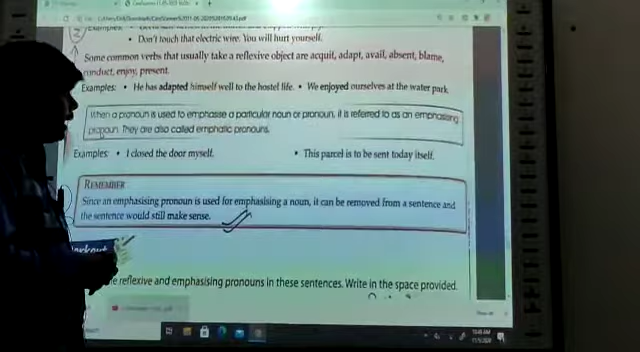 Examples:
• Don't touch that electric wire. You will hurt yourself.
Some common verbs that usually take a reflexive object are acquit, adapt, avail, absent, blame,
conduct, enjoy, present.
Examples: • He has adapted himself well to the hostel life. • We enjoyed ourselves at the water park.
When a pronoun is used to emphasise a particular noun or pronoun, it is referred to as an emphasising
pronoun. They are also called emphatic pronouns.
Examples: • I closed the door myself. • This parcel is to be sent today itself.
REMEMBER
Since an emphasising pronoun is used for emphasising a noun, it can be removed from a sentence and
the sentence would still make sense.
reflexive and emphasising pronouns in these sentences. Write in the space provided.